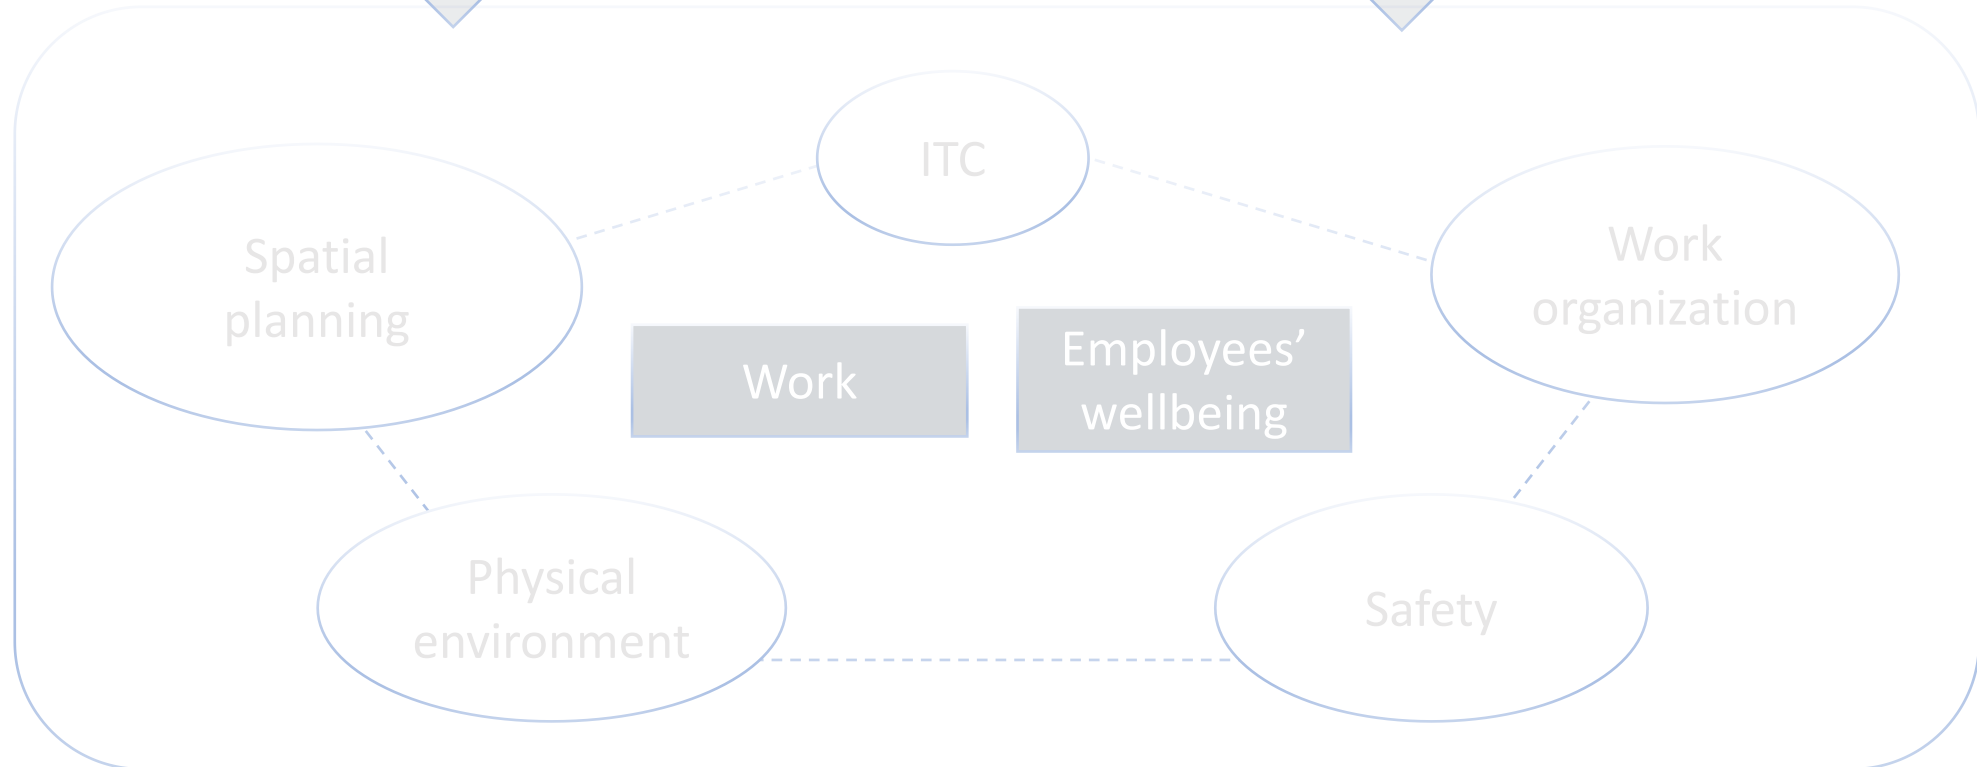 ITC
Spatial
planning
Work
organization
Work
Employees’
wellbeing
Physical
environment
Safety